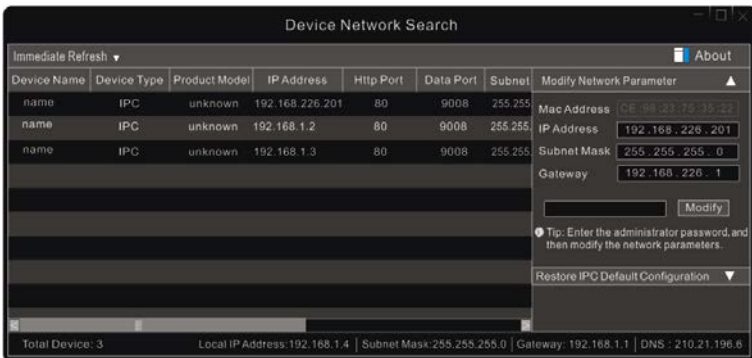 Device Network Search
Immediate Refresh ▼
About
Device Name Device Type Product Model IP Address Http Port Data Port Subnet
name IPC unknown 192.168.226.201 80 9008 255.255
name IPC unknown 192.168.1.2 80 9008 255.255.
name IPC unknown 192.168.1.3 80 9008 255.255.
Modify Network Parameter ▲
Mac Address CE:98:23:75:35:22
IP Address 192.168.226.201
Subnet Mask 255.255.255.0
Gateway 192.168.226.1
Modify
Tip: Enter the administrator password,and
then modify the network parameters.
Restore IPC Default Configuration ▼
Total Device: 3 Local IP Address:192.168.1.4 Subnet Mask:255.255.255.0 Gateway: 192.168.1.1 DNS : 210.21.196.6